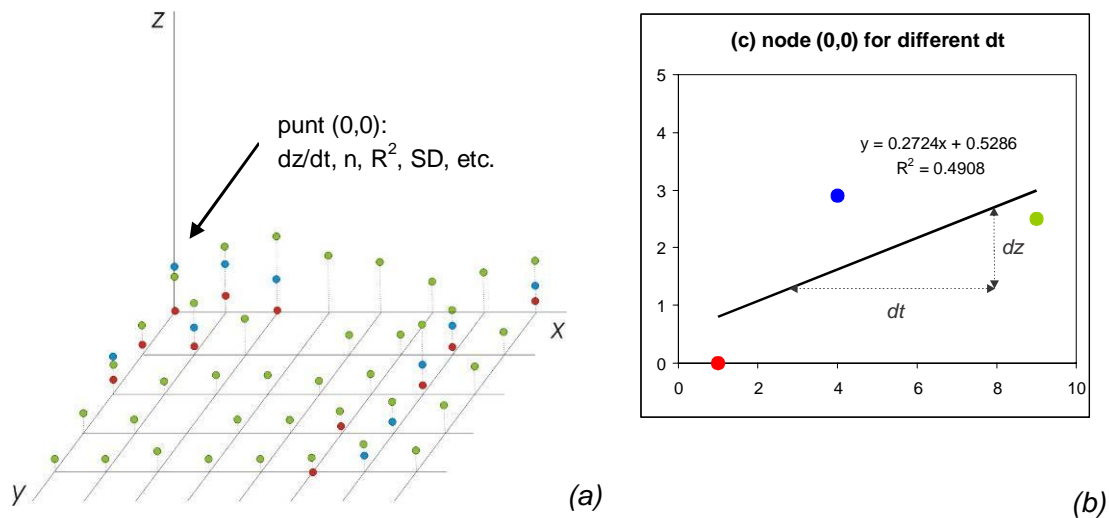 z
punt (0,0):
dz/dt, n, R², SD, etc.
x
y
(a)
(c) node (0,0) for different dt
5
4
3
2
1
0
y = 0.2724x + 0.5286
R² = 0.4908
dz
dt
0 2 4 6 8 10
(b)